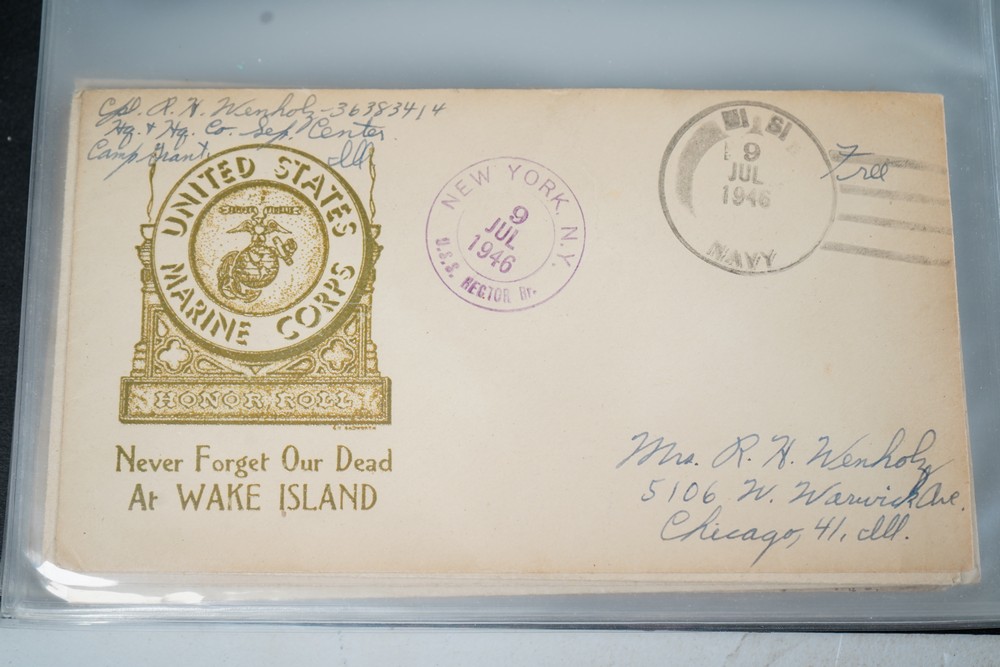 Cpl. R. H. Wenholz - 36383414
Hq. & Hq. Co. Sep. Center
Camp Grant, Ill
UNITED STATES
MARINE CORPS
HONOR ROLL
Never Forget Our Dead
At WAKE ISLAND
NEW YORK, N.Y.
9
JUL
1946
U.S.S. HECTOR Br.
9
JUL
1946
NAVY
Free
Mrs. R. H. Wenholz
5106 W. Warwick Ave.
Chicago, 41, Ill.